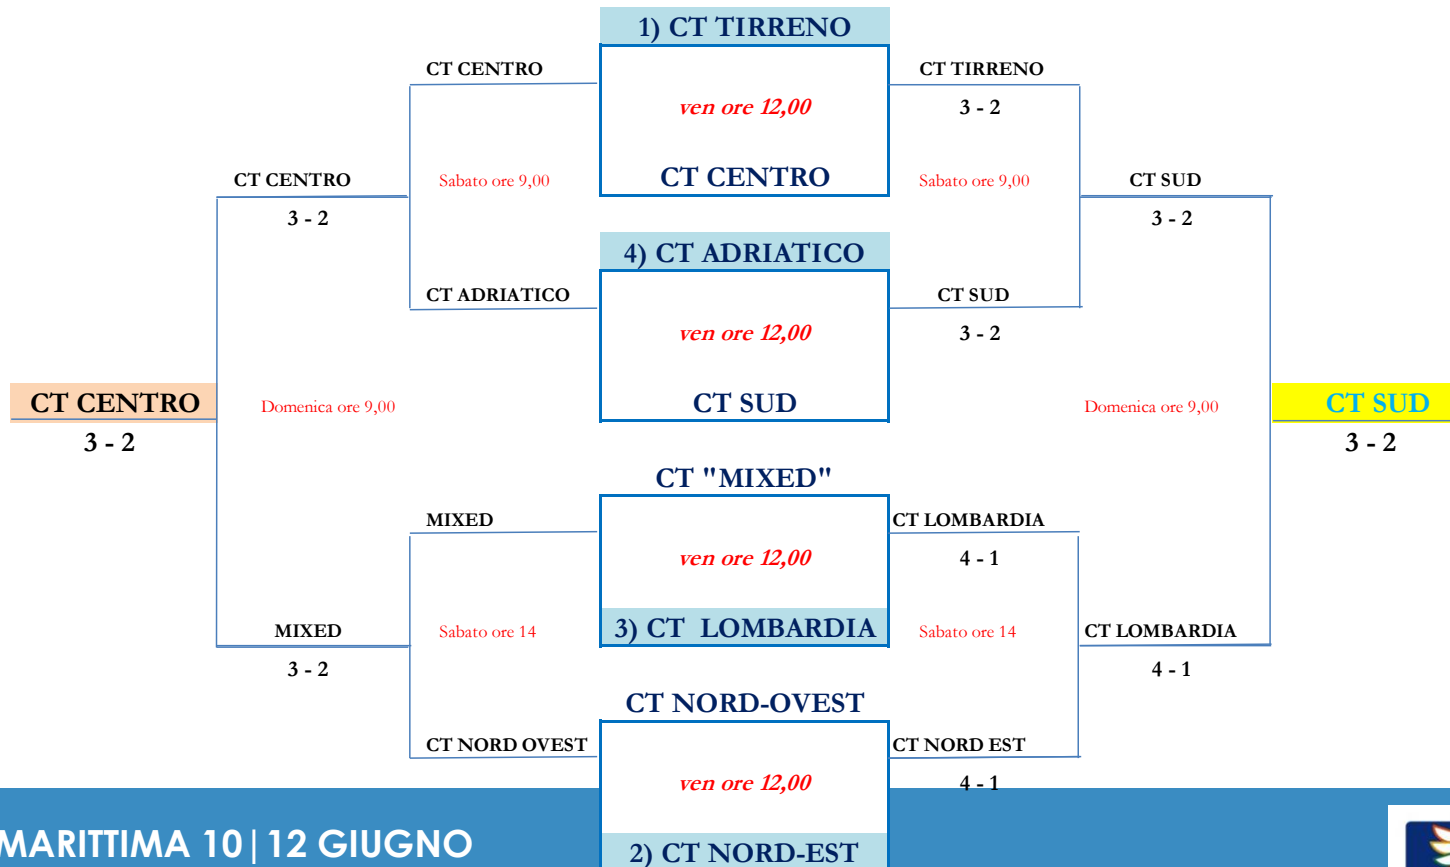 1) CT TIRRENO
CT CENTRO
CT TIRRENO
ven ore 12,00
3 - 2
CT CENTRO
Sabato ore 9,00
CT CENTRO
Sabato ore 9,00
CT SUD
3 - 2
3 - 2
4) CT ADRIATICO
CT ADRIATICO
CT SUD
ven ore 12,00
3 - 2
CT CENTRO
Domenica ore 9,00
CT SUD
Domenica ore 9,00
CT SUD
3 - 2
3 - 2
CT "MIXED"
MIXED
CT LOMBARDIA
ven ore 12,00
4 - 1
MIXED
Sabato ore 14
3) CT LOMBARDIA
Sabato ore 14
CT LOMBARDIA
3 - 2
4 - 1
CT NORD-OVEST
CT NORD OVEST
CT NORD EST
ven ore 12,00
4 - 1
MARITTIMA 10|12 GIUGNO
2) CT NORD-EST